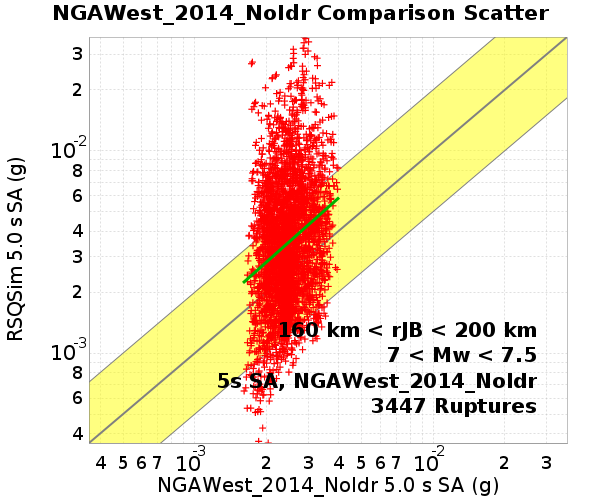 NGAWest_2014_NoIdr Comparison Scatter
RSQSim 5.0 s SA (g)
3
2
10-2
8
6
4
3
2
10-3
8
6
4
160 km < rJB < 200 km
7 < Mw < 7.5
5s SA, NGAWest_2014_NoIdr
3447 Ruptures
4 5 6 7 10-3 2 3 4 5 6 7 10-2 2 3
NGAWest_2014_NoIdr 5.0 s SA (g)